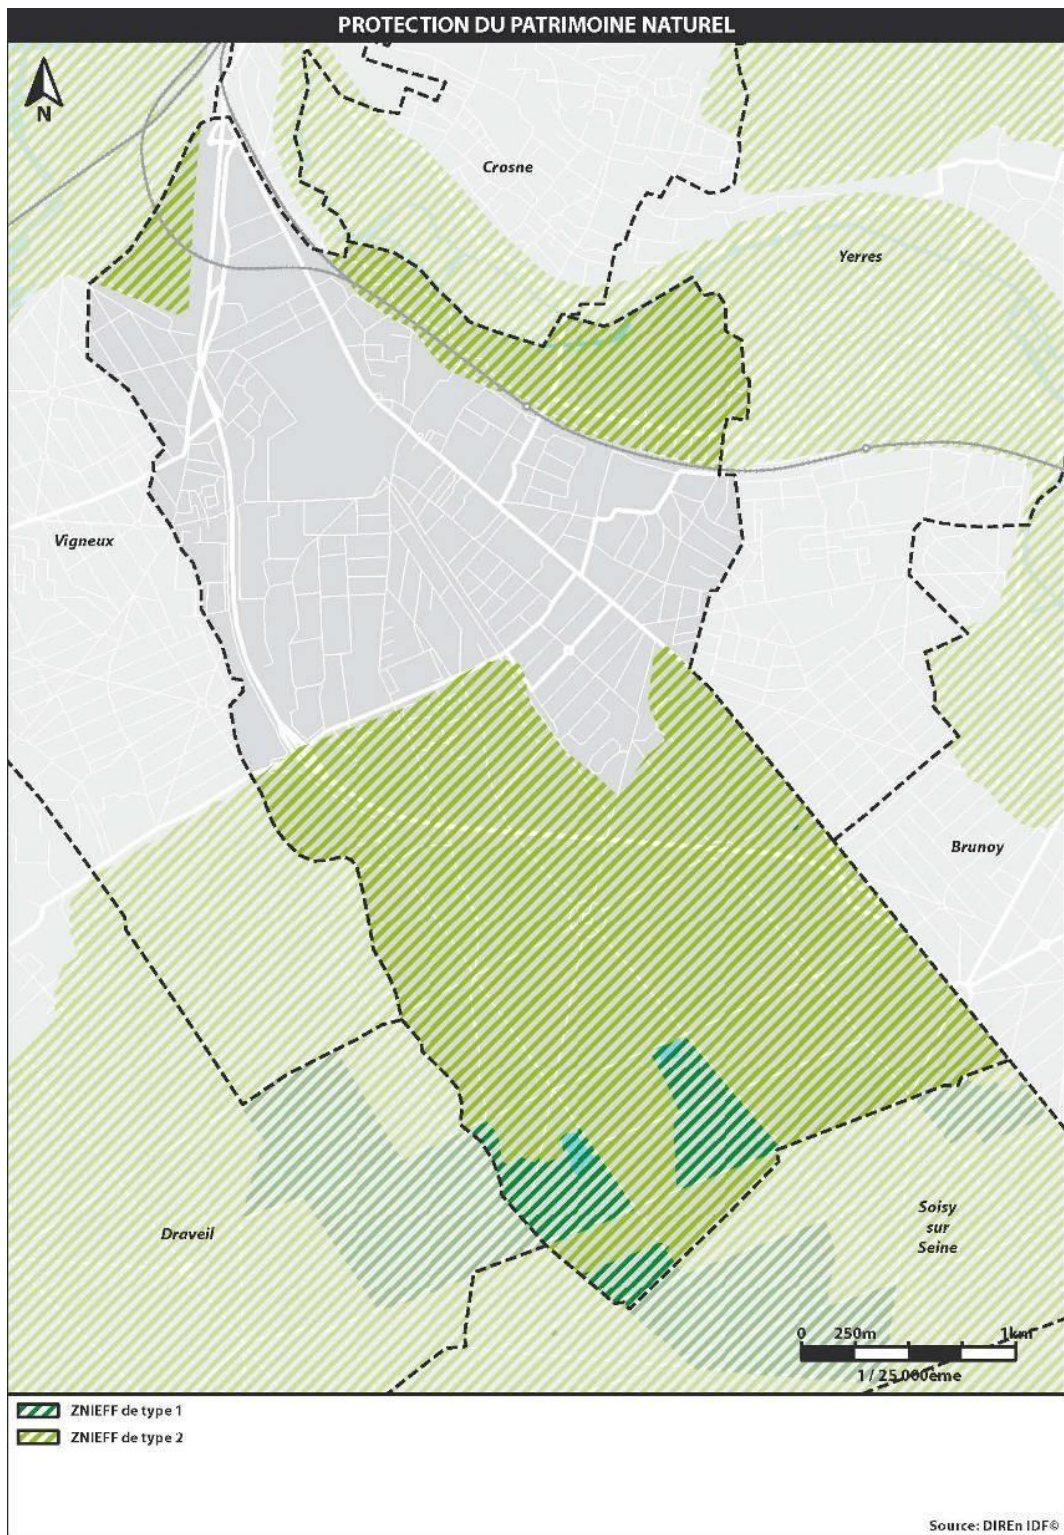 PROTECTION DU PATRIMOINE NATUREL
N
Crosne
Yerres
Vigneux
Brunoy
Draveil
Soisy
sur
Seine
0 250m 1km
1 / 25 000ème
ZNIEFF de type 1
ZNIEFF de type 2
Source: DIREn IDF©